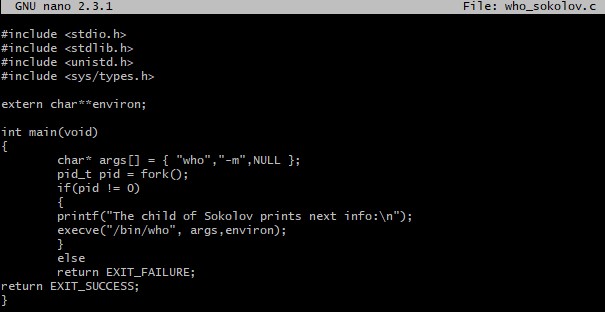 GNU nano 2.3.1 File: who_sokolov.c
#include <stdio.h>
#include <stdlib.h>
#include <unistd.h>
#include <sys/types.h>
extern char**environ;
int main(void)
{
        char* args[] = { "who","-m",NULL };
        pid_t pid = fork();
        if(pid != 0)
        {
        printf("The child of Sokolov prints next info:\n");
        execve("/bin/who", args,environ);
        }
        else
        return EXIT_FAILURE;
return EXIT_SUCCESS;
}